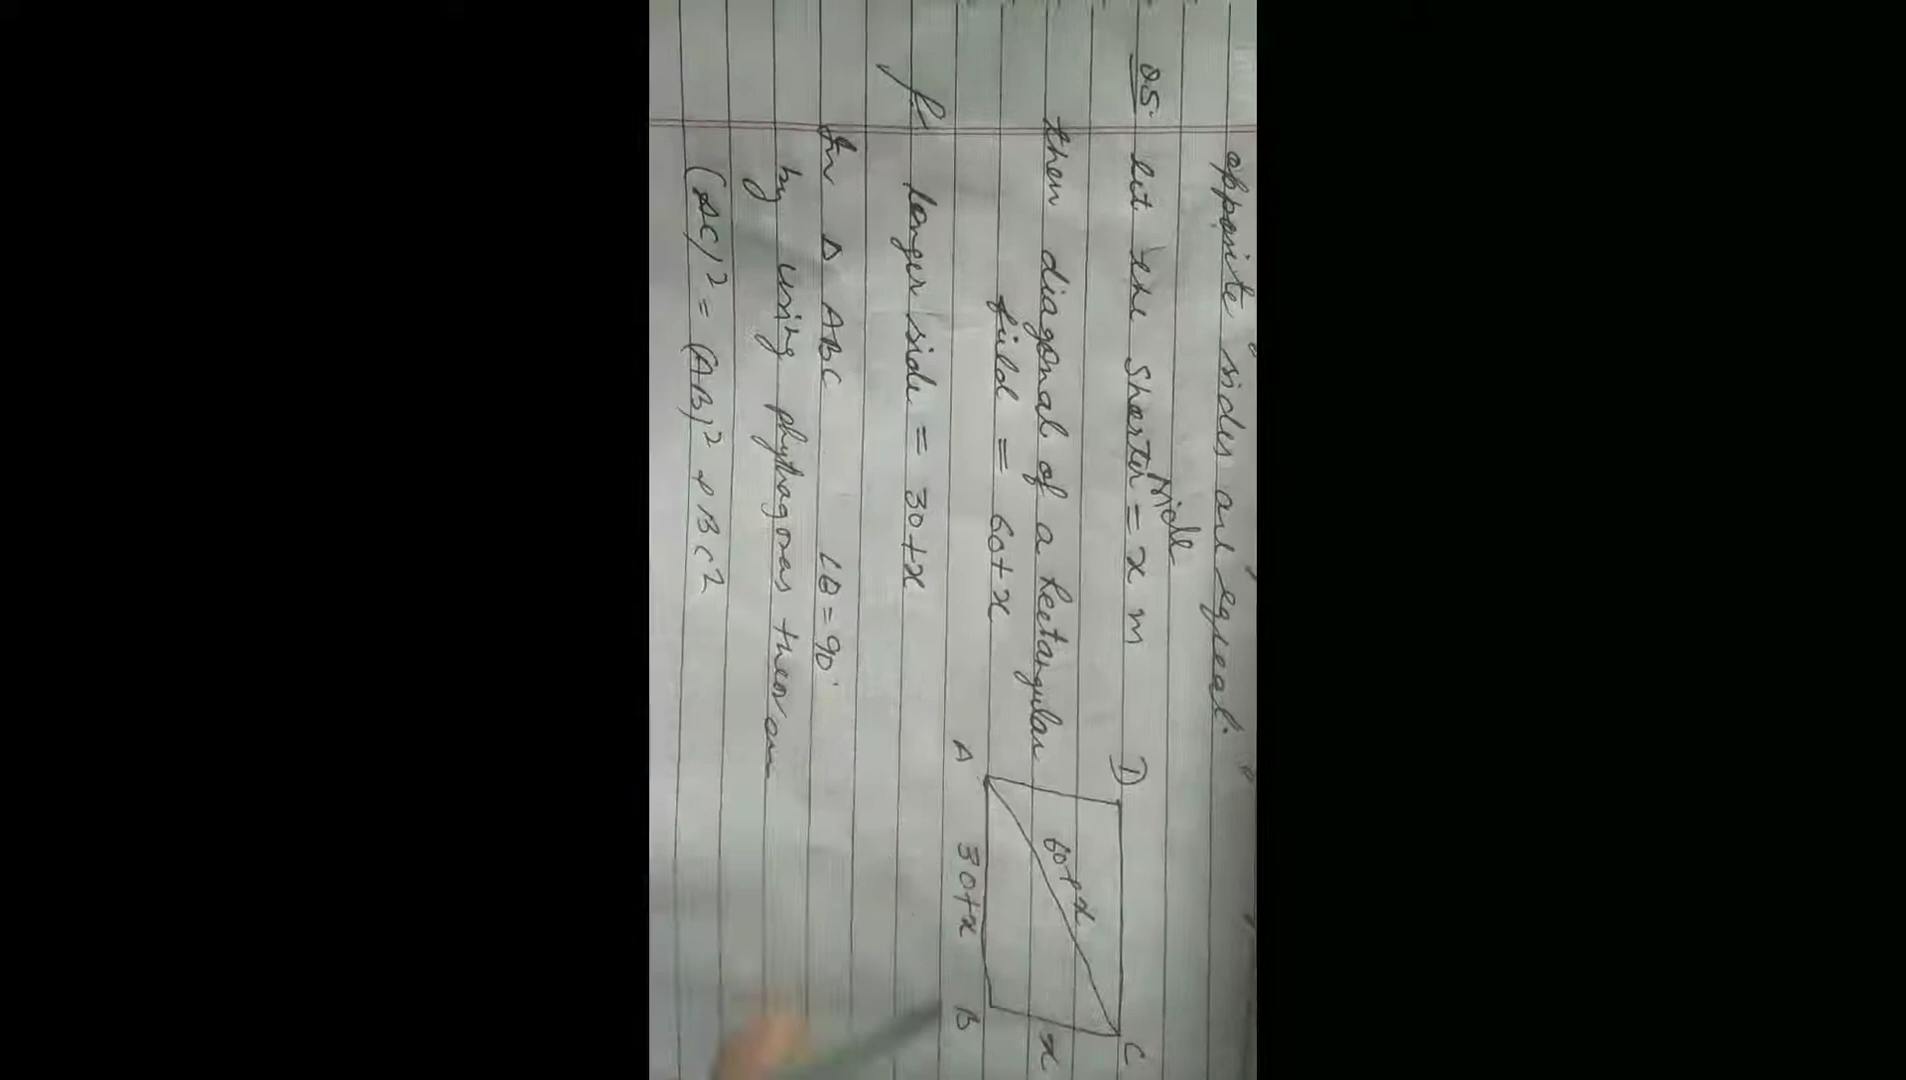 opposite sides are equal.
Q5. Let the Shorter side = x m
then diagonal of a Rectangular
field = 60+x
longer side = 30+x
In Δ ABC ∠B = 90°
by using phythagoras theorem
(AC)² = (AB)² + BC²
D C
60+x x
A 30+x B